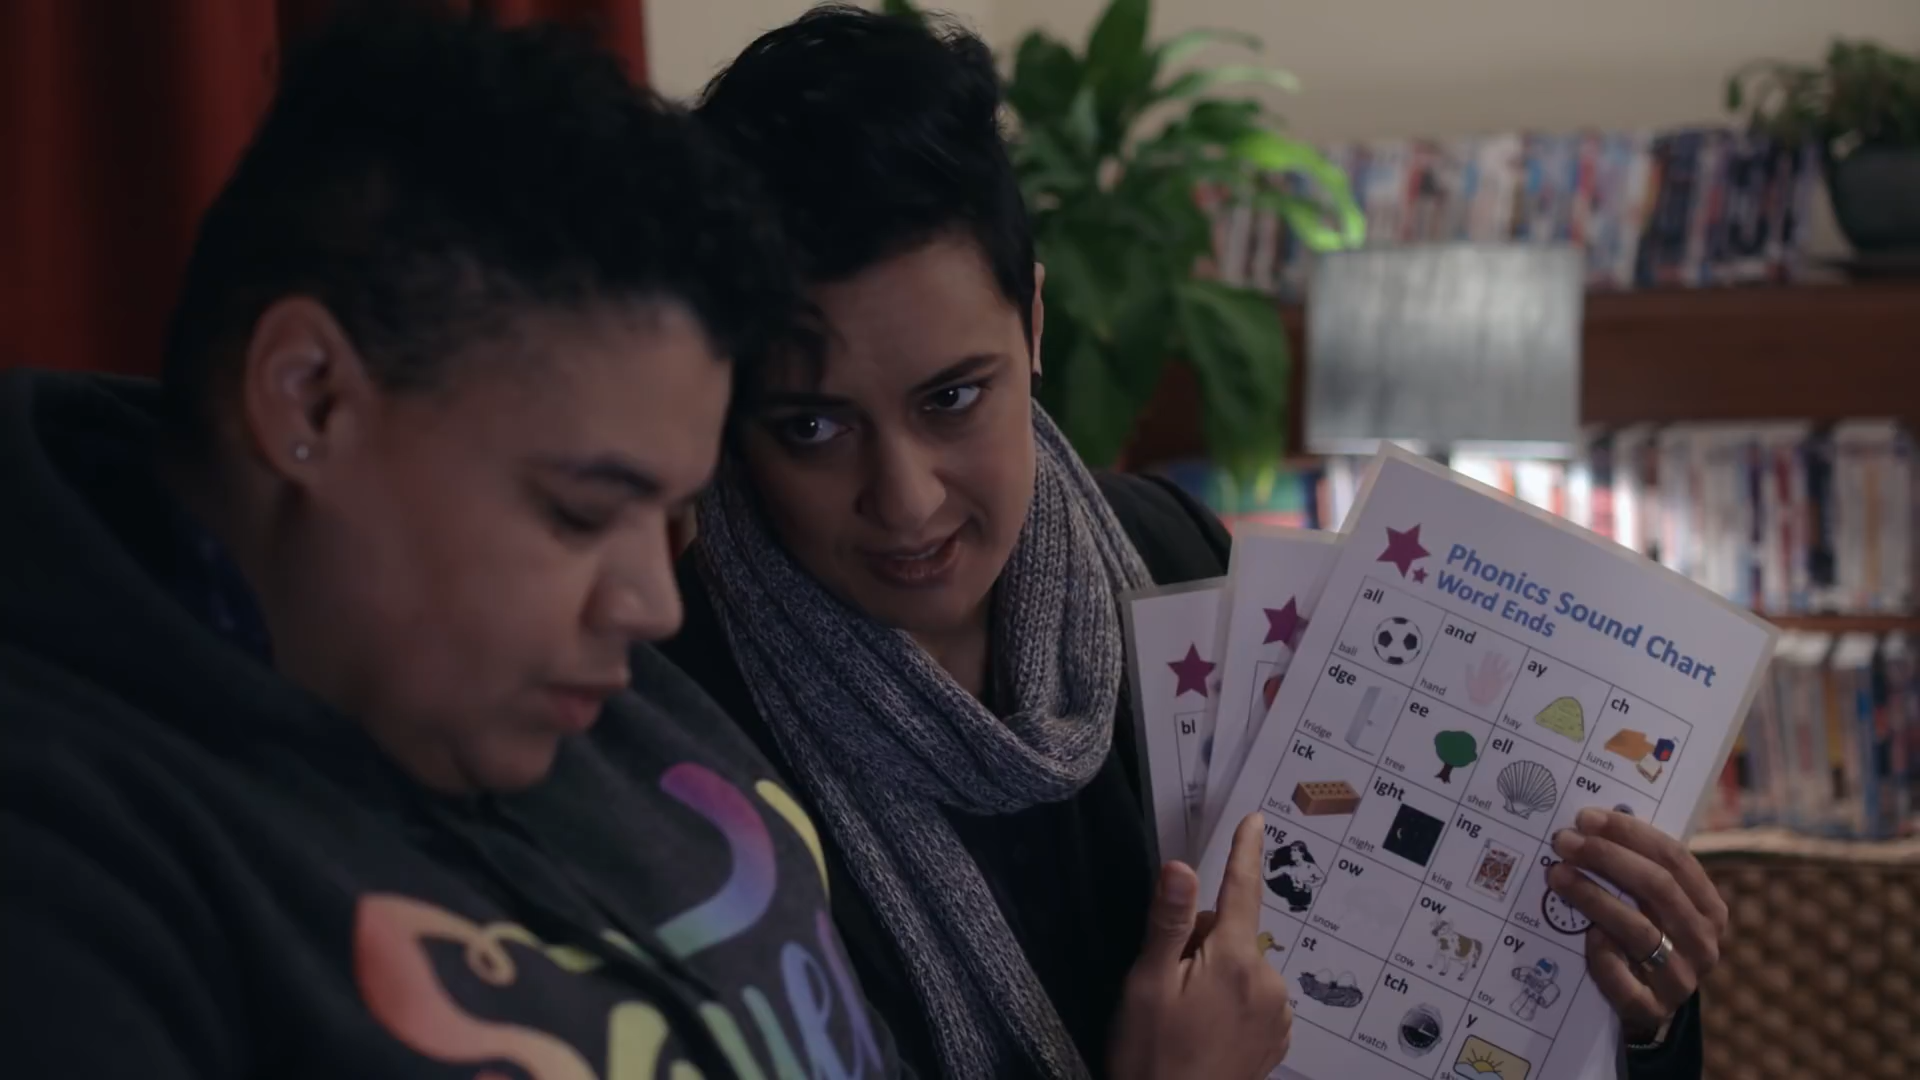 Phonics Sound Chart
Word Ends
all
ball
and
hand
ay
hay
ch
lunch
dge
fridge
ee
tree
ell
shell
ew
ick
brick
ight
night
ing
king
clock
ow
snow
ow
cow
oy
toy
st
tch
watch
y
bl